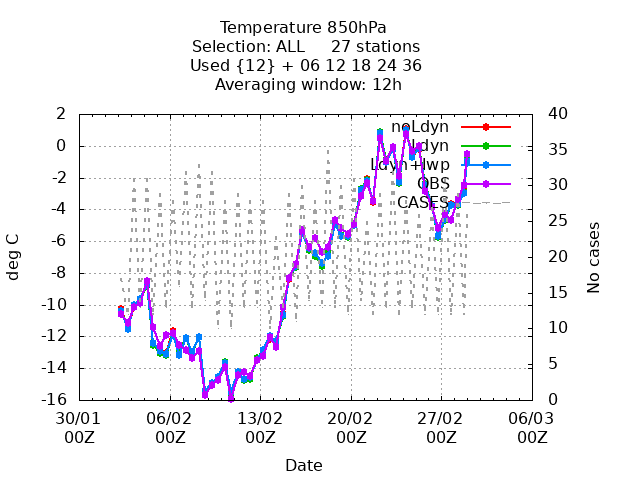 Temperature 850hPa
Selection: ALL 27 stations
Used {12} + 06 12 18 24 36
Averaging window: 12h
2
0
-2
-4
-6
-8
-10
-12
-14
-16
deg C
40
35
30
25
20
15
10
5
0
No cases
noLdyn
Ldyn
Ldyn+lwp
OBS
CASES
30/01 06/02 13/02 20/02 27/02 06/03
00Z 00Z 00Z 00Z 00Z 00Z
Date